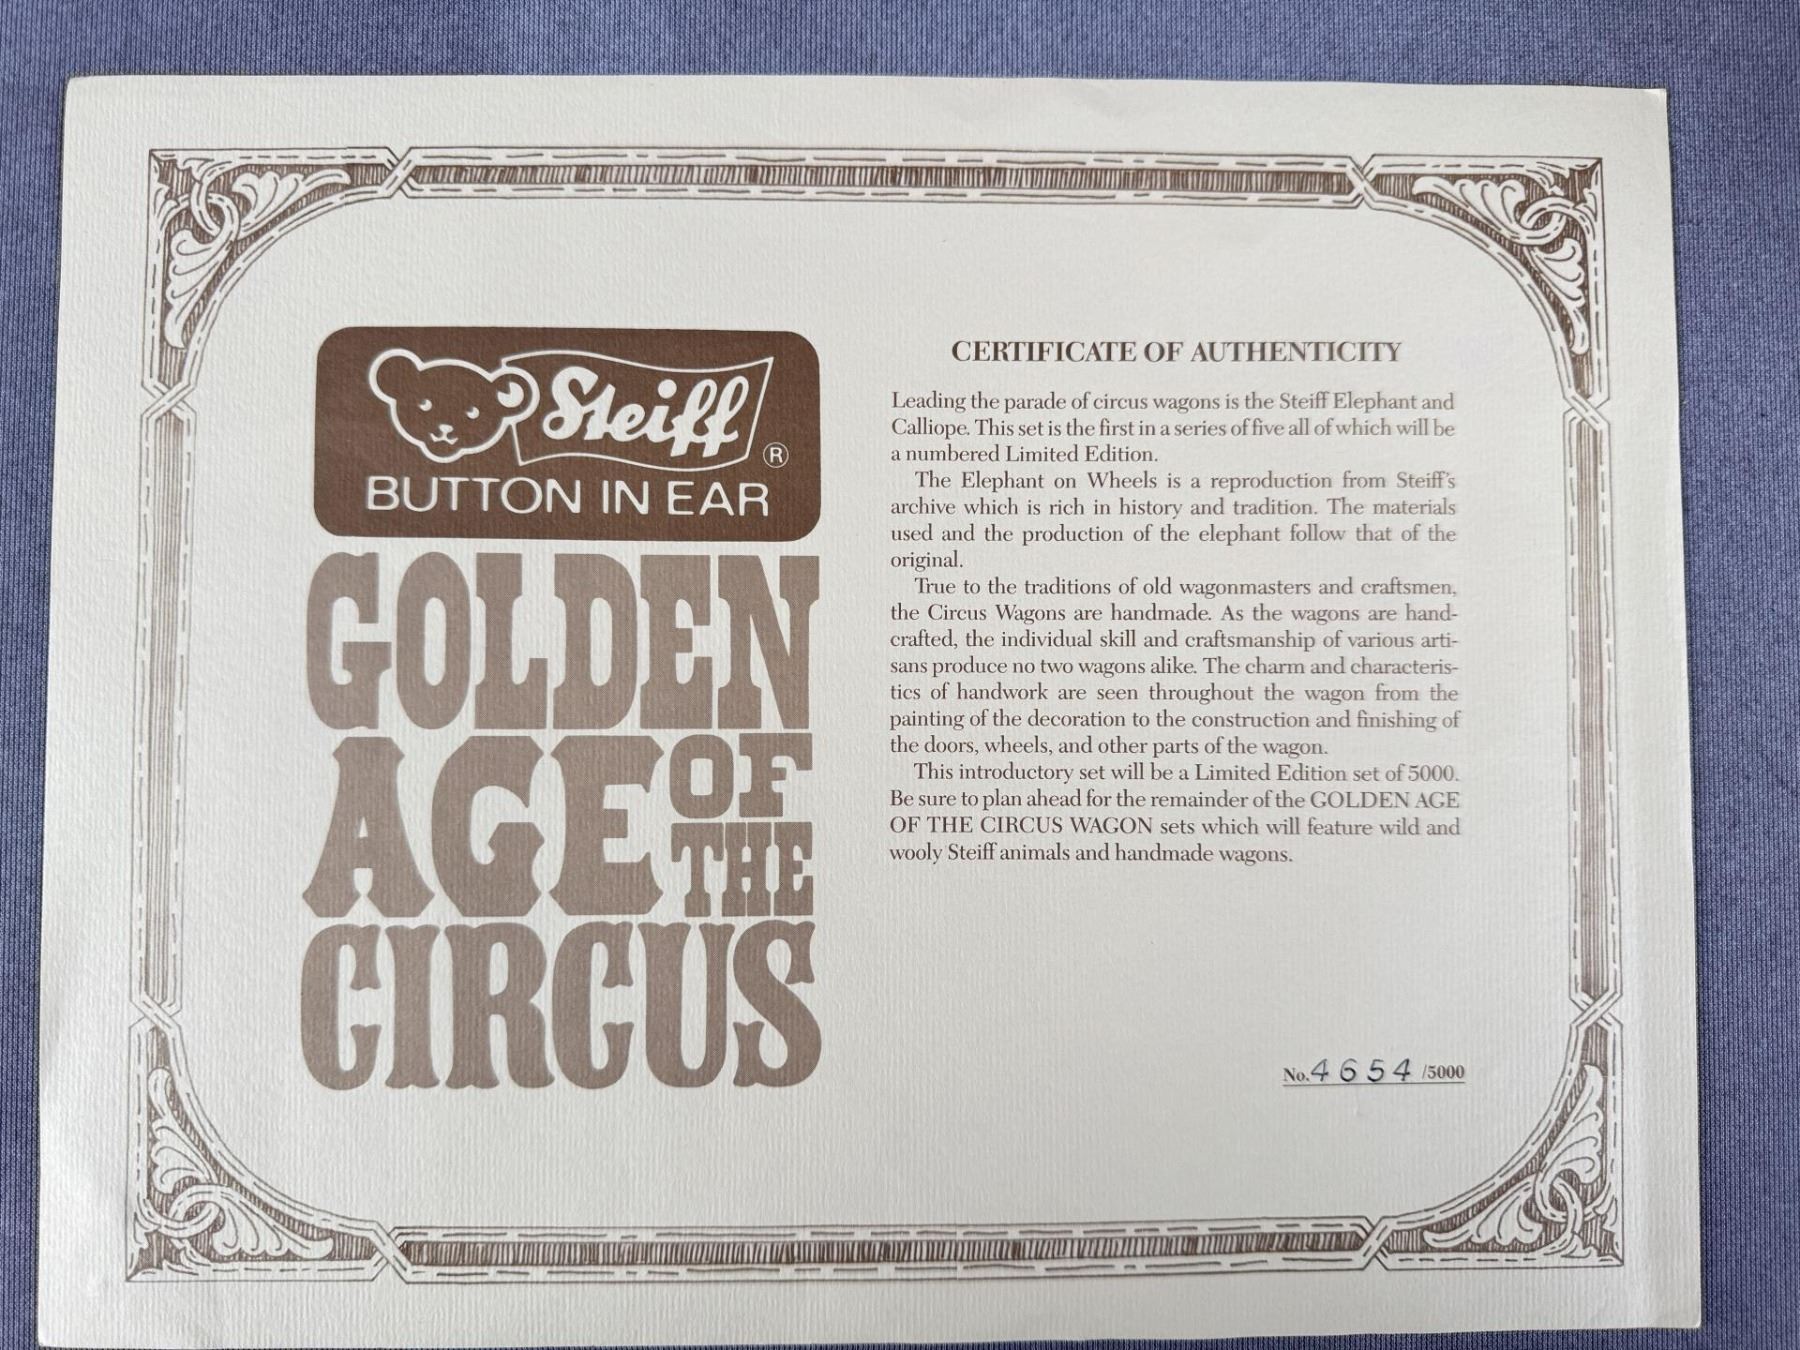 Steiff
®
BUTTON IN EAR
GOLDEN
AGE OF
THE
CIRCUS
CERTIFICATE OF AUTHENTICITY
Leading the parade of circus wagons is the Steiff Elephant and
Calliope. This set is the first in a series of five all of which will be
a numbered Limited Edition.
The Elephant on Wheels is a reproduction from Steiff's
archive which is rich in history and tradition. The materials
used and the production of the elephant follow that of the
original.
True to the traditions of old wagonmasters and craftsmen,
the Circus Wagons are handmade. As the wagons are hand-
crafted, the individual skill and craftsmanship of various arti-
sans produce no two wagons alike. The charm and characteris-
tics of handwork are seen throughout the wagon from the
painting of the decoration to the construction and finishing of
the doors, wheels, and other parts of the wagon.
This introductory set will be a Limited Edition set of 5000.
Be sure to plan ahead for the remainder of the GOLDEN AGE
OF THE CIRCUS WAGON sets which will feature wild and
wooly Steiff animals and handmade wagons.
No. 4654 /5000